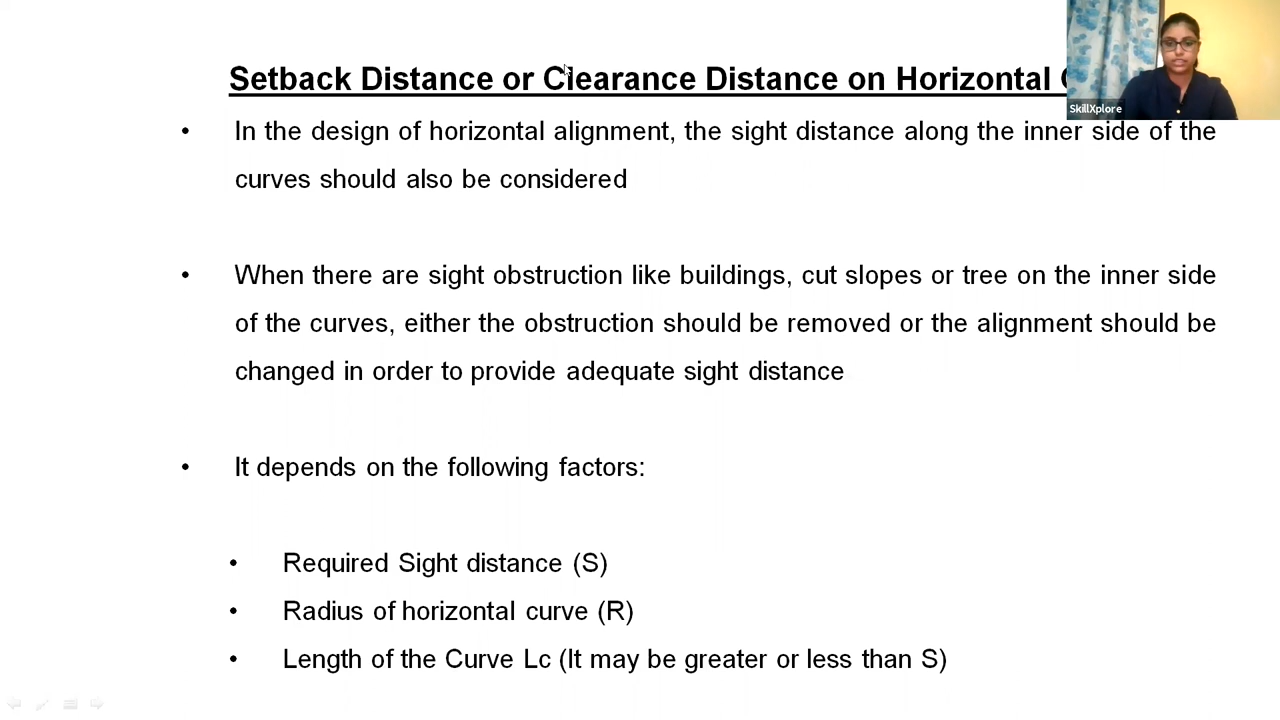 Setback Distance or Clearance Distance on Horizontal
SkillXplore
• In the design of horizontal alignment, the sight distance along the inner side of the
curves should also be considered
• When there are sight obstruction like buildings, cut slopes or tree on the inner side
of the curves, either the obstruction should be removed or the alignment should be
changed in order to provide adequate sight distance
• It depends on the following factors:
• Required Sight distance (S)
• Radius of horizontal curve (R)
• Length of the Curve Lc (It may be greater or less than S)